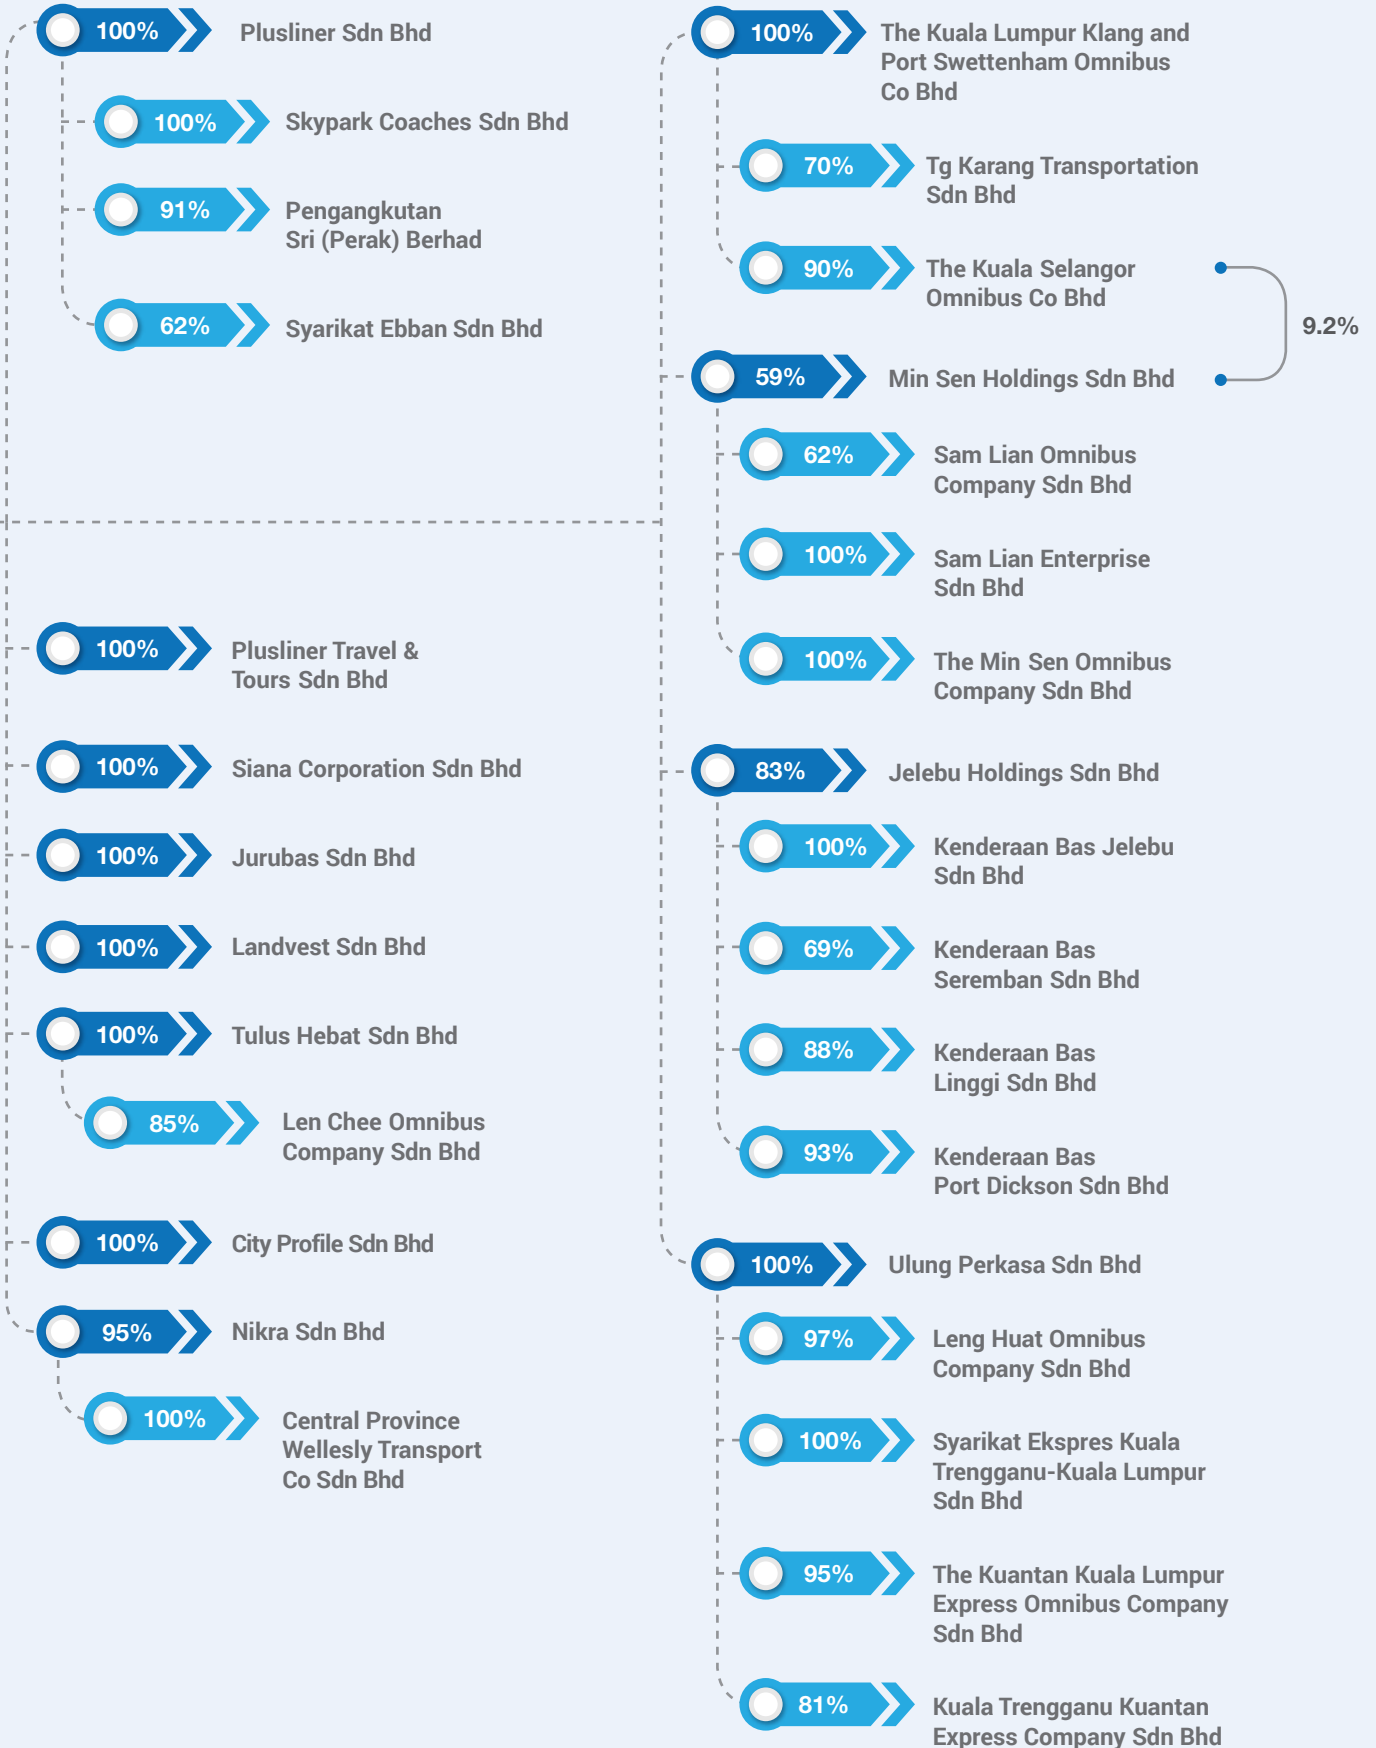 100%
Plusliner Sdn Bhd
100%
Skypark Coaches Sdn Bhd
91%
Pengangkutan
Sri (Perak) Berhad
62%
Syarikat Ebban Sdn Bhd
100%
Plusliner Travel &
Tours Sdn Bhd
100%
Siana Corporation Sdn Bhd
100%
Jurubas Sdn Bhd
100%
Landvest Sdn Bhd
100%
Tulus Hebat Sdn Bhd
85%
Len Chee Omnibus
Company Sdn Bhd
100%
City Profile Sdn Bhd
95%
Nikra Sdn Bhd
100%
Central Province
Wellesly Transport
Co Sdn Bhd
100%
The Kuala Lumpur Klang and
Port Swettenham Omnibus
Co Bhd
70%
Tg Karang Transportation
Sdn Bhd
90%
The Kuala Selangor
Omnibus Co Bhd
9.2%
59%
Min Sen Holdings Sdn Bhd
62%
Sam Lian Omnibus
Company Sdn Bhd
100%
Sam Lian Enterprise
Sdn Bhd
100%
The Min Sen Omnibus
Company Sdn Bhd
83%
Jelebu Holdings Sdn Bhd
100%
Kenderaan Bas Jelebu
Sdn Bhd
69%
Kenderaan Bas
Seremban Sdn Bhd
88%
Kenderaan Bas
Linggi Sdn Bhd
93%
Kenderaan Bas
Port Dickson Sdn Bhd
100%
Ulung Perkasa Sdn Bhd
97%
Leng Huat Omnibus
Company Sdn Bhd
100%
Syarikat Ekspres Kuala
Trengganu-Kuala Lumpur
Sdn Bhd
95%
The Kuantan Kuala Lumpur
Express Omnibus Company
Sdn Bhd
81%
Kuala Trengganu Kuantan
Express Company Sdn Bhd